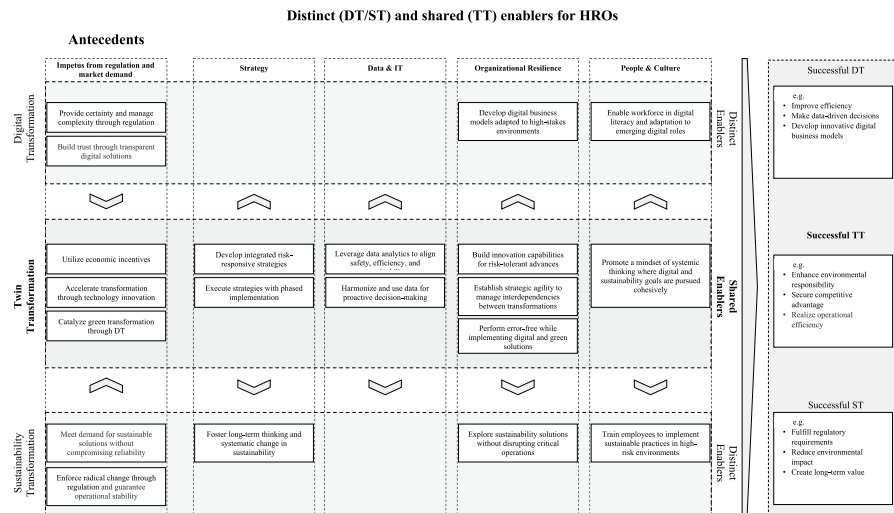 Distinct (DT/ST) and shared (TT) enablers for HROs
Antecedents
Impetus from regulation and
market demand
Strategy
Data & IT
Organizational Resilience
People & Culture
Digital
Transformation
Provide certainty and manage
complexity through regulation
Build trust through transparent
digital solutions
Develop digital business
models adapted to high-stakes
environments
Enable workforce in digital
literacy and adaptation to
emerging digital roles
Distinct
Enablers
Successful DT
e.g.
• Improve efficiency
• Make data-driven decisions
• Develop innovative digital
business models
Twin
Transformation
Utilize economic incentives
Accelerate transformation
through technology innovation
Catalyze green transformation
through DT
Develop integrated risk-
responsive strategies
Execute strategies with phased
implementation
Leverage data analytics to align
safety, efficiency, and
Harmonize and use data for
proactive decision-making
Build innovation capabilities
for risk-tolerant advances
Establish strategic agility to
manage interdependencies
between transformations
Perform error-free while
implementing digital and green
solutions
Promote a mindset of systemic
thinking where digital and
sustainability goals are pursued
cohesively
Shared
Enablers
Successful TT
e.g.
• Enhance environmental
responsibility
• Secure competitive
advantage
• Realize operational
efficiency
Sustainability
Transformation
Meet demand for sustainable
solutions without
compromising reliability
Enforce radical change through
regulation and guarantee
operational stability
Foster long-term thinking and
systematic change in
sustainability
Explore sustainability solutions
without disrupting critical
operations
Train employees to implement
sustainable practices in high-
risk environments
Distinct
Enablers
Successful ST
e.g.
• Fulfill regulatory
requirements
• Reduce environmental
impact
• Create long-term value